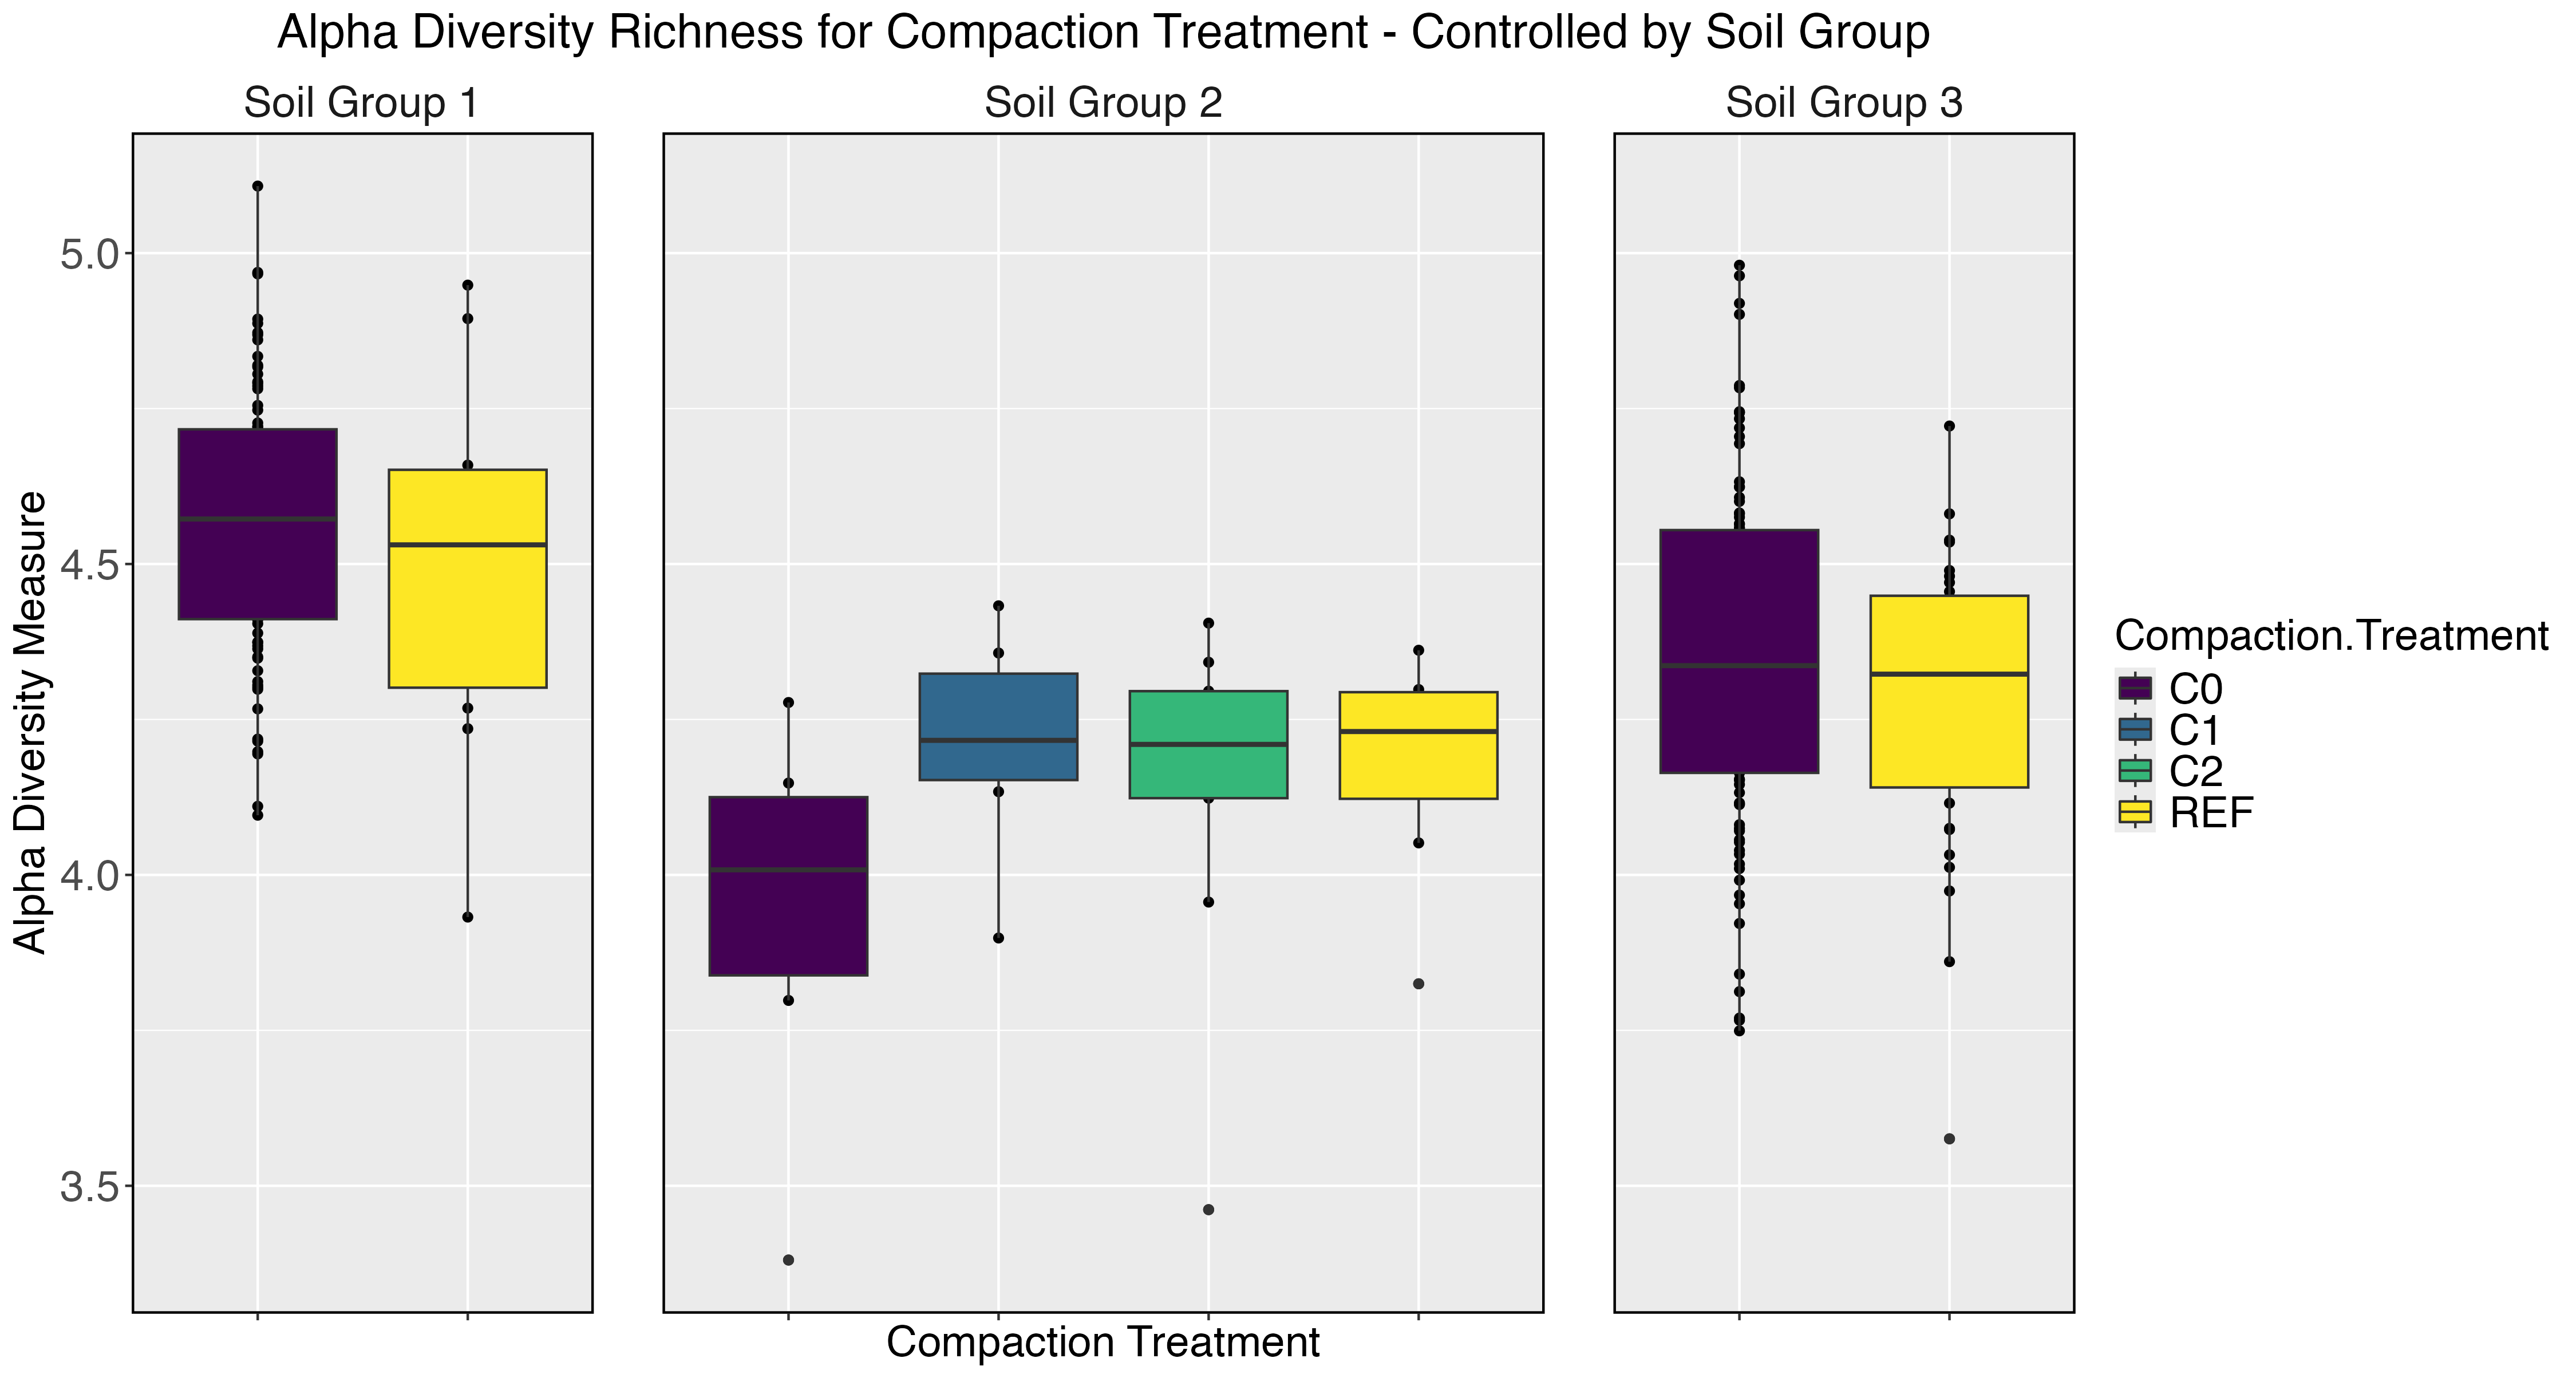 Alpha Diversity Richness for Compaction Treatment - Controlled by Soil Group
Soil Group 1
Soil Group 2
Soil Group 3
Alpha Diversity Measure
5.0
4.5
4.0
3.5
Compaction Treatment
Compaction.Treatment
C0
C1
C2
REF